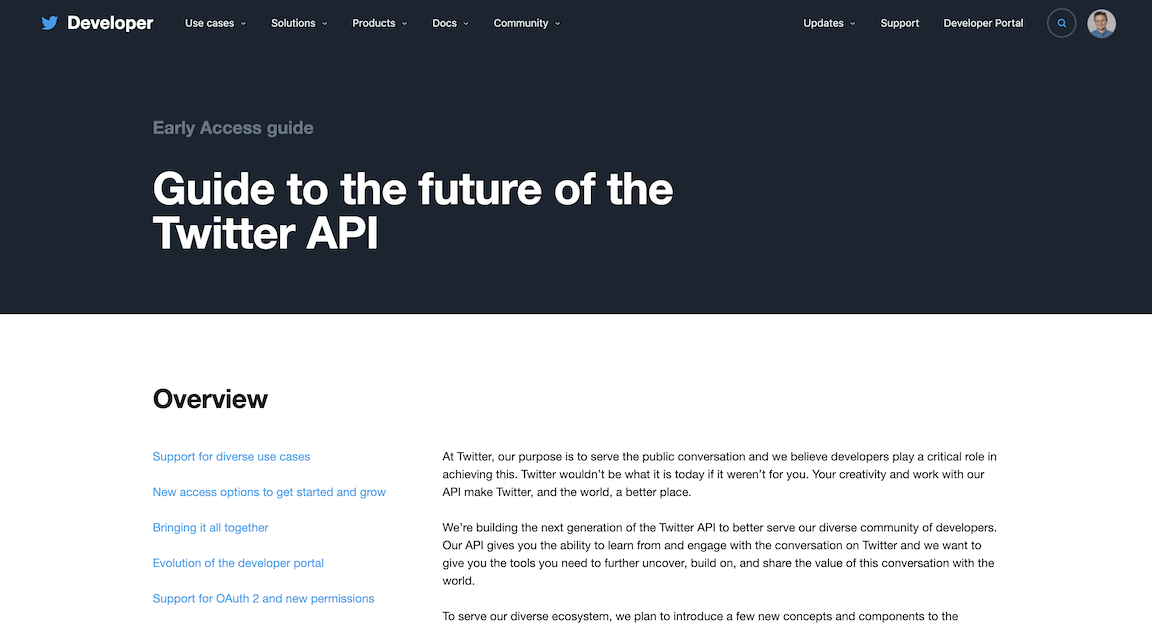 Developer
Use cases
Solutions
Products
Docs
Community
Updates
Support
Developer Portal
Early Access guide
Guide to the future of the
Twitter API
Overview
Support for diverse use cases
New access options to get started and grow
Bringing it all together
Evolution of the developer portal
Support for OAuth 2 and new permissions
At Twitter, our purpose is to serve the public conversation and we believe developers play a critical role in
achieving this. Twitter wouldn’t be what it is today if it weren’t for you. Your creativity and work with our
API make Twitter, and the world, a better place.
We’re building the next generation of the Twitter API to better serve our diverse community of developers.
Our API gives you the ability to learn from and engage with the conversation on Twitter and we want to
give you the tools you need to further uncover, build on, and share the value of this conversation with the
world.
To serve our diverse ecosystem, we plan to introduce a few new concepts and components to the